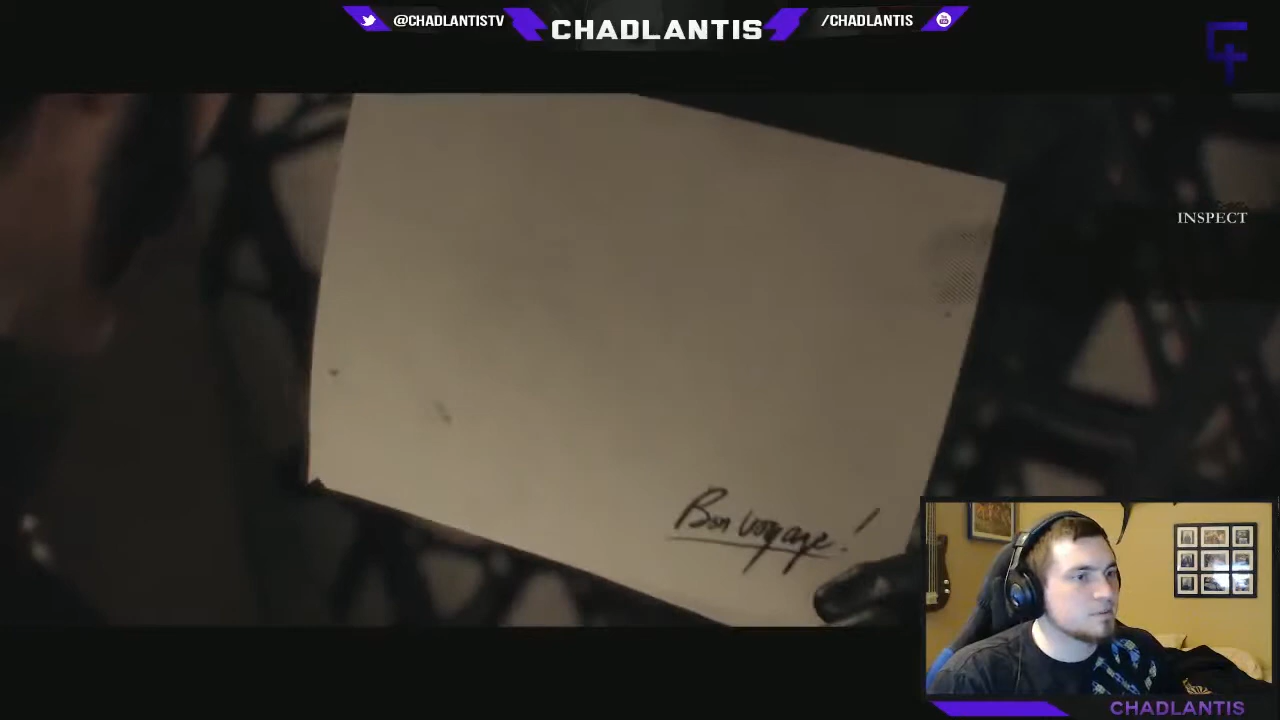 @CHADLANTISTV
CHADLANTIS
/CHADLANTIS
INSPECT
Bon voyage!
CHADLANTIS